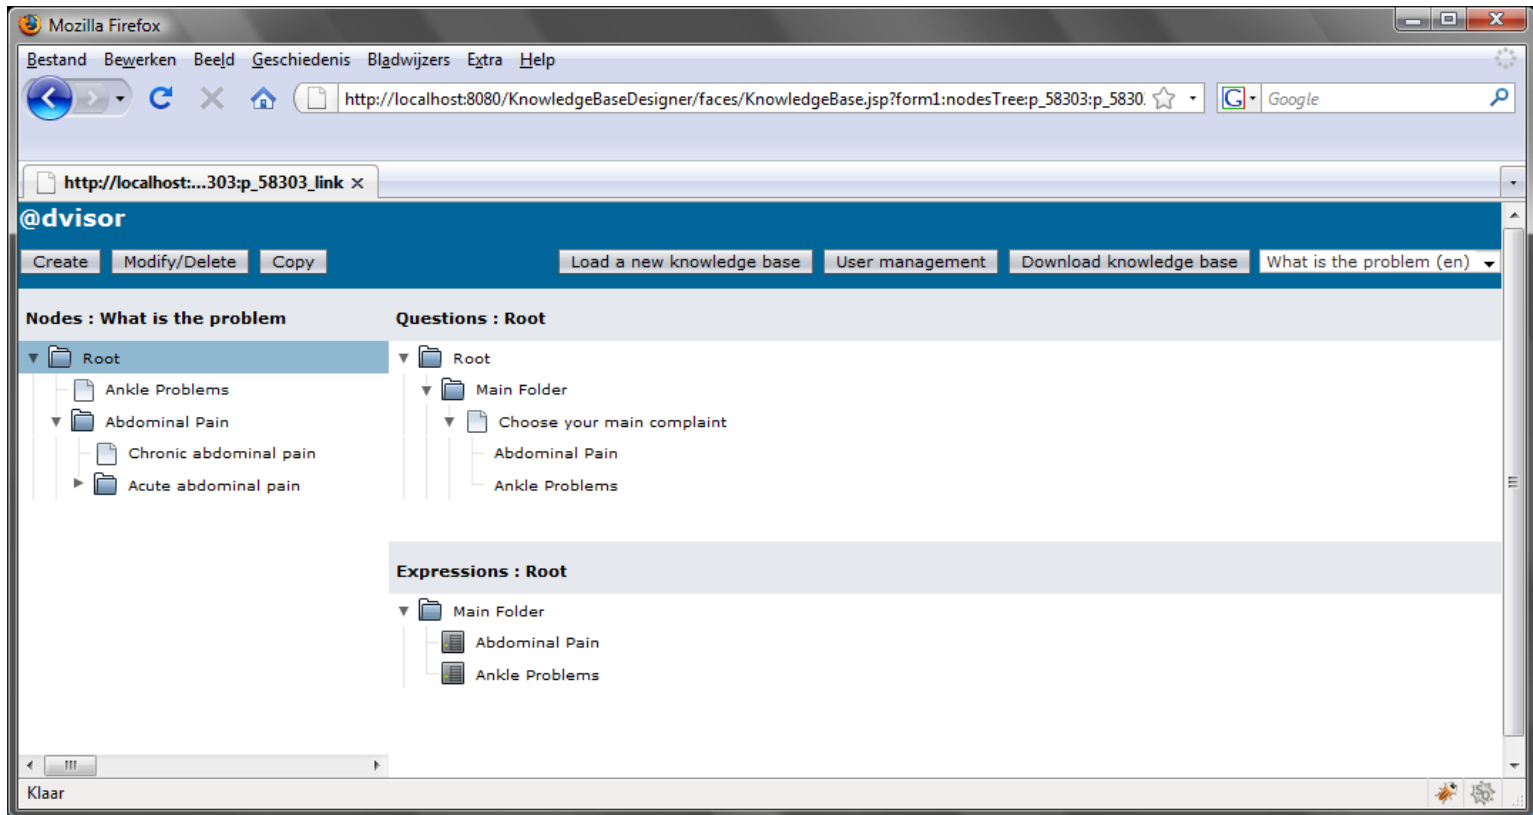 Mozilla Firefox
Bestand Bewerken Beeld Geschiedenis Bladwijzers Extra Help
http://localhost:8080/KnowledgeBaseDesigner/faces/KnowledgeBase.jsp?form1:nodesTree:p_58303:p_5830 G Google
http://localhost:...303:p_58303_link
@dvisor
Create Modify/Delete Copy Load a new knowledge base User management Download knowledge base What is the problem (en)
Nodes : What is the problem
Root
Ankle Problems
Abdominal Pain
Chronic abdominal pain
Acute abdominal pain
Questions : Root
Root
Main Folder
Choose your main complaint
Abdominal Pain
Ankle Problems
Expressions : Root
Main Folder
Abdominal Pain
Ankle Problems
Klaar